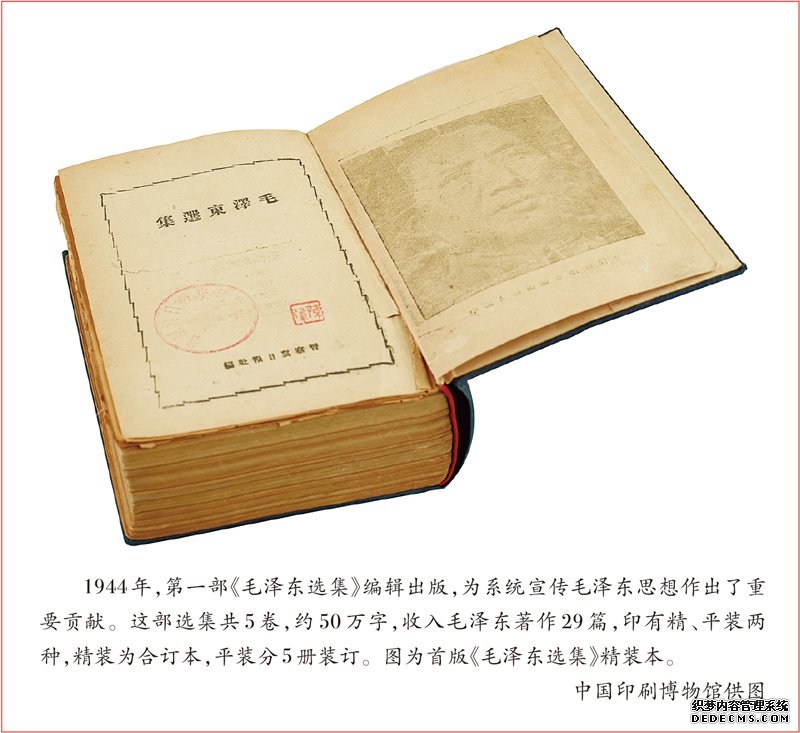 毛澤東選集
晉察冀日報社編
1944年，第一部《毛泽东选集》编辑出版，为系统宣传毛泽东思想作出了重
要贡献。这部选集共5卷，约50万字，收入毛泽东著作29篇，印有精、平装两
种，精装为合订本，平装分5册装订。图为首版《毛泽东选集》精装本。
中国印刷博物馆供图
织梦内容管理系统
DEDECMS.COM